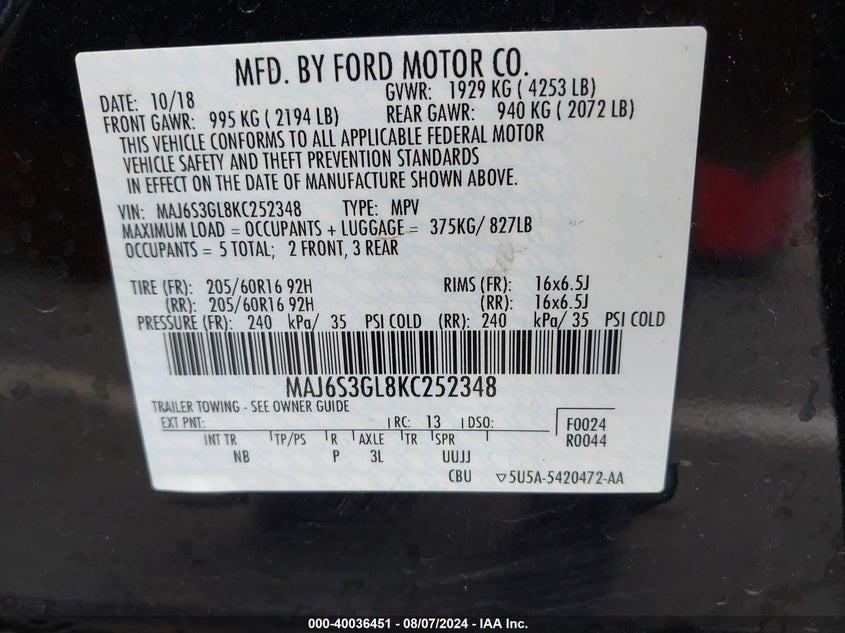 MFD. BY FORD MOTOR CO.
DATE: 10/18 GVWR: 1929 KG ( 4253 LB)
FRONT GAWR: 995 KG ( 2194 LB) REAR GAWR: 940 KG ( 2072 LB)
THIS VEHICLE CONFORMS TO ALL APPLICABLE FEDERAL MOTOR
VEHICLE SAFETY AND THEFT PREVENTION STANDARDS
IN EFFECT ON THE DATE OF MANUFACTURE SHOWN ABOVE.
VIN: MAJ6S3GL8KC252348 TYPE: MPV
MAXIMUM LOAD = OCCUPANTS + LUGGAGE = 375KG/ 827LB
OCCUPANTS = 5 TOTAL; 2 FRONT, 3 REAR
TIRE (FR): 205/60R16 92H RIMS (FR): 16x6.5J
(RR): 205/60R16 92H (RR): 16x6.5J
PRESSURE (FR): 240 kPa/ 35 PSI COLD (RR): 240 kPa/ 35 PSI COLD
MAJ6S3GL8KC252348
TRAILER TOWING - SEE OWNER GUIDE
EXT PNT: RC: 13 DSO: F0024
INT TR TP/PS R AXLE TR SPR R0044
NB P 3L UUJJ
CBU ▽5U5A-5420472-AA
000-40036451 - 08/07/2024 - IAA Inc.